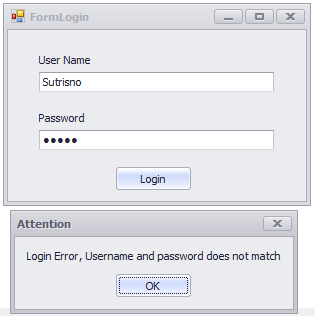 FormLogin
User Name
Sutrisno
Password
●●●●●
Login
Attention
Login Error, Username and password does not match
OK